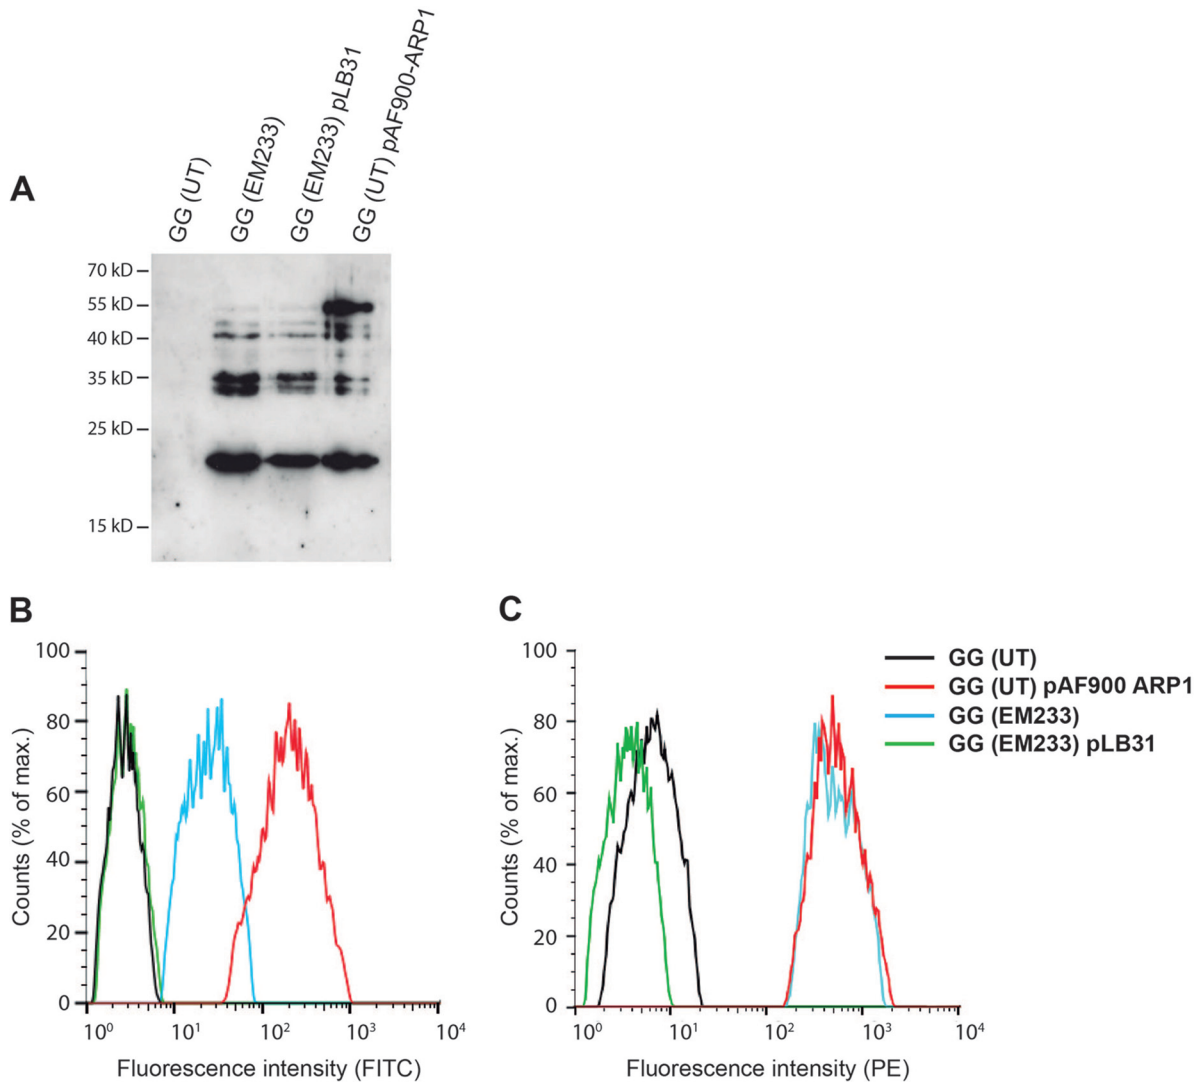 A
GG (UT)
GG (EM233)
GG (EM233) pLB31
GG (UT) pAF900-ARP1
70 kD
55 kD
40 kD
35 kD
25 kD
15 kD
B
Counts (% of max.)
100
80
60
40
20
0
10⁰ 10¹ 10² 10³ 10⁴
Fluorescence intensity (FITC)
C
Counts (% of max.)
100
80
60
40
20
0
10⁰ 10¹ 10² 10³ 10⁴
Fluorescence intensity (PE)
GG (UT)
GG (UT) pAF900 ARP1
GG (EM233)
GG (EM233) pLB31